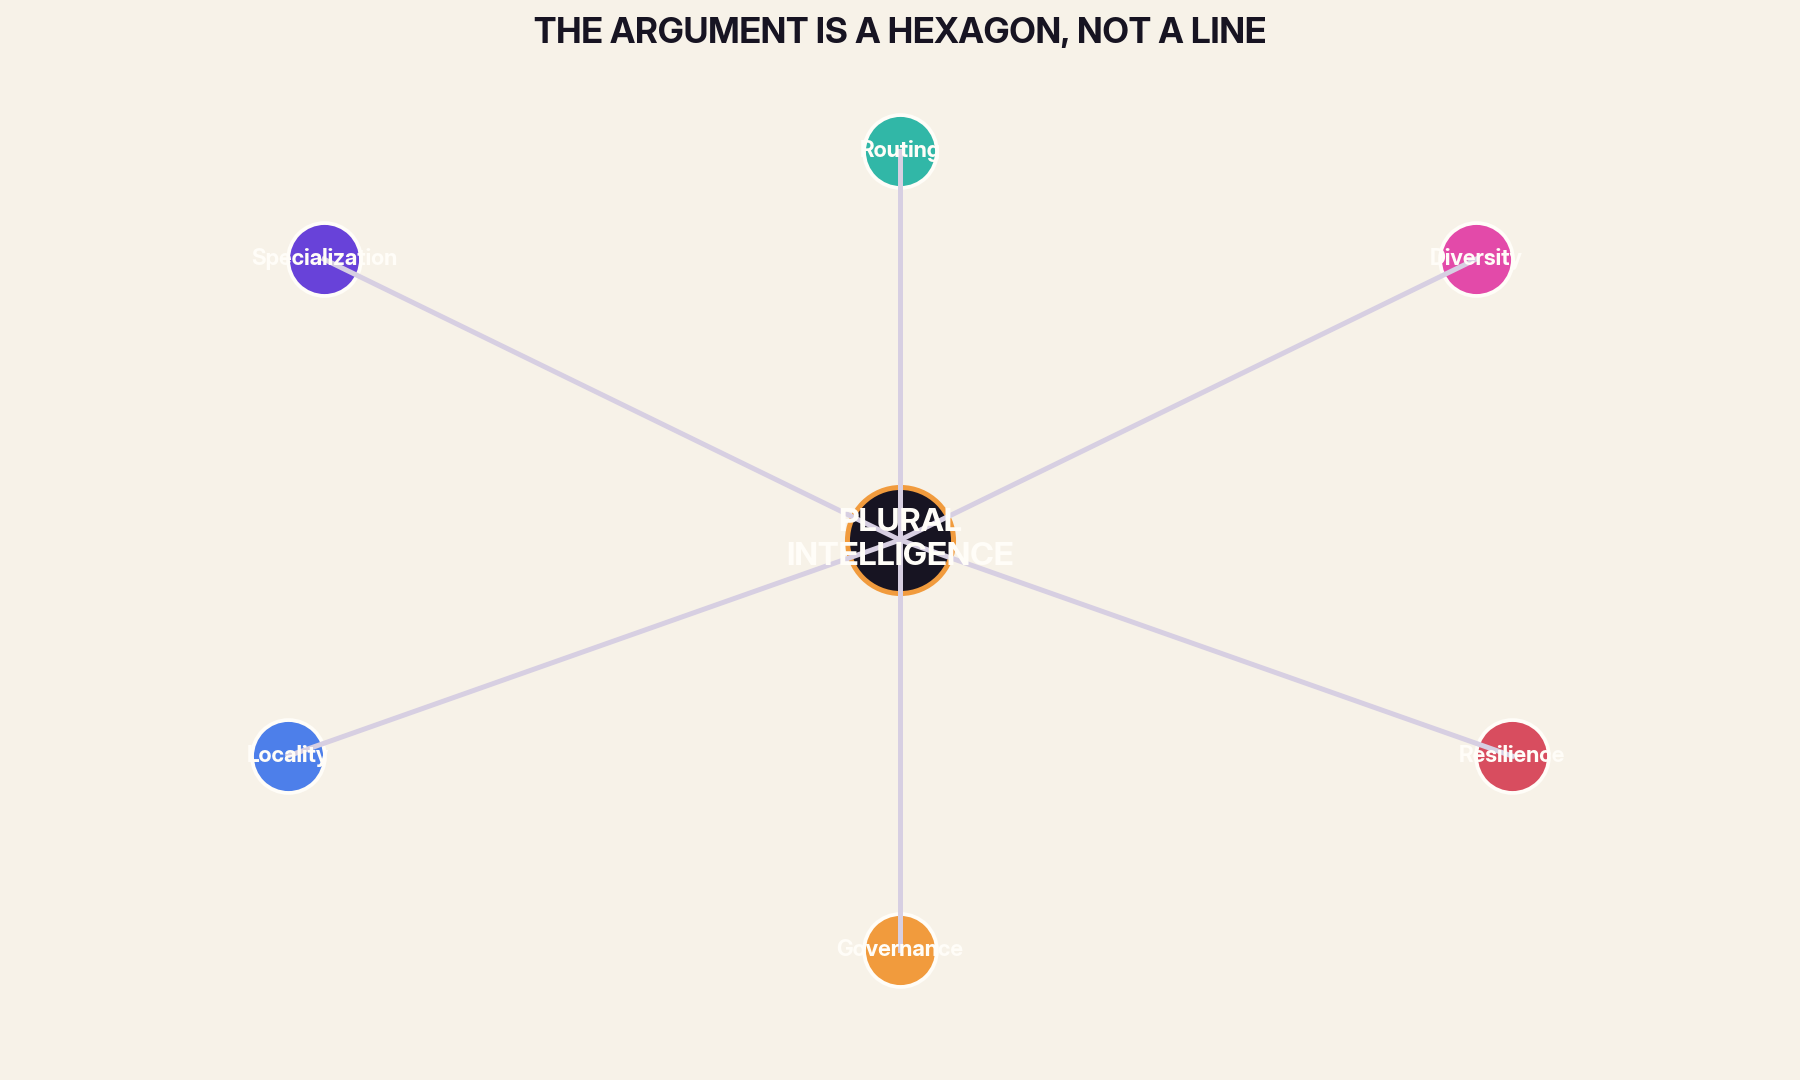 THE ARGUMENT IS A HEXAGON, NOT A LINE
Routing
Specialization
Diversity
PLURAL
INTELLIGENCE
Locality
Resilience
Governance